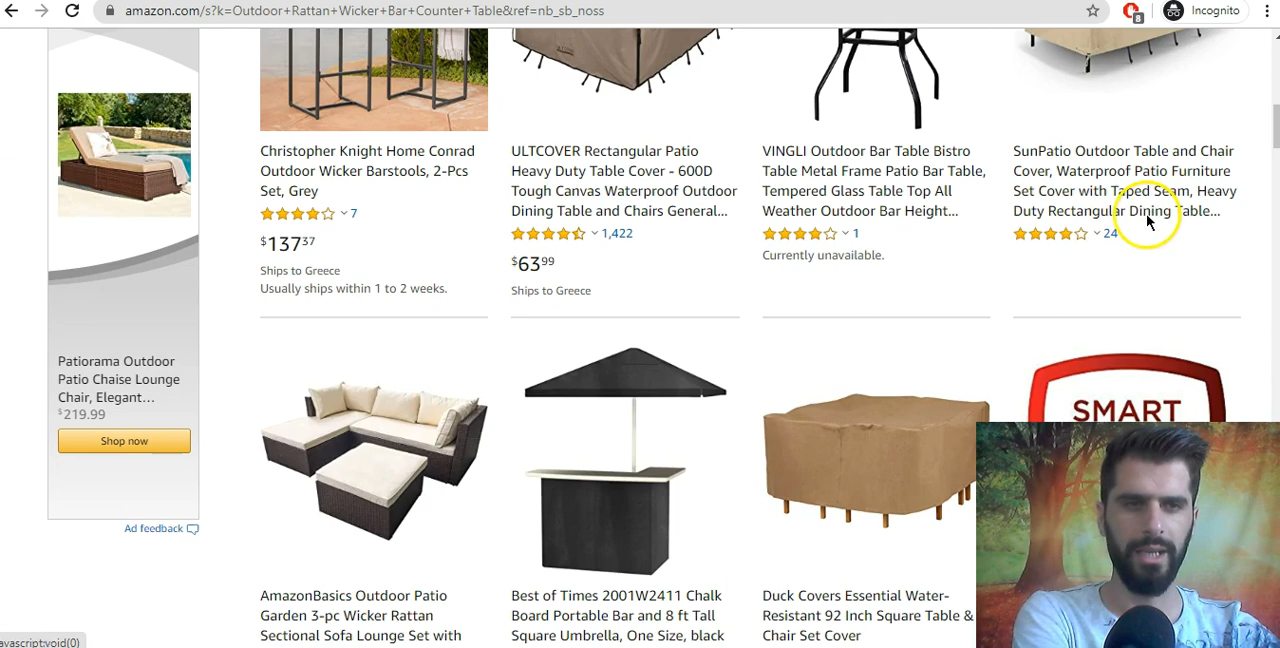 amazon.com/s?k=Outdoor+Rattan+Wicker+Bar+Counter+Table&ref=nb_sb_noss
8
Incognito
Christopher Knight Home Conrad
Outdoor Wicker Barstools, 2-Pcs
Set, Grey
7
$13737
Ships to Greece
Usually ships within 1 to 2 weeks.
ULTCOVER Rectangular Patio
Heavy Duty Table Cover - 600D
Tough Canvas Waterproof Outdoor
Dining Table and Chairs General...
1,422
$6399
Ships to Greece
VINGLI Outdoor Bar Table Bistro
Table Metal Frame Patio Bar Table,
Tempered Glass Table Top All
Weather Outdoor Bar Height...
1
Currently unavailable.
SunPatio Outdoor Table and Chair
Cover, Waterproof Patio Furniture
Set Cover with Taped Seam, Heavy
Duty Rectangular Dining Table...
24
Patiorama Outdoor
Patio Chaise Lounge
Chair, Elegant...
$219.99
Shop now
Ad feedback
SMART
AmazonBasics Outdoor Patio
Garden 3-pc Wicker Rattan
Sectional Sofa Lounge Set with
Best of Times 2001W2411 Chalk
Board Portable Bar and 8 ft Tall
Square Umbrella, One Size, black
Duck Covers Essential Water-
Resistant 92 Inch Square Table &
Chair Set Cover
avascript:void(0)